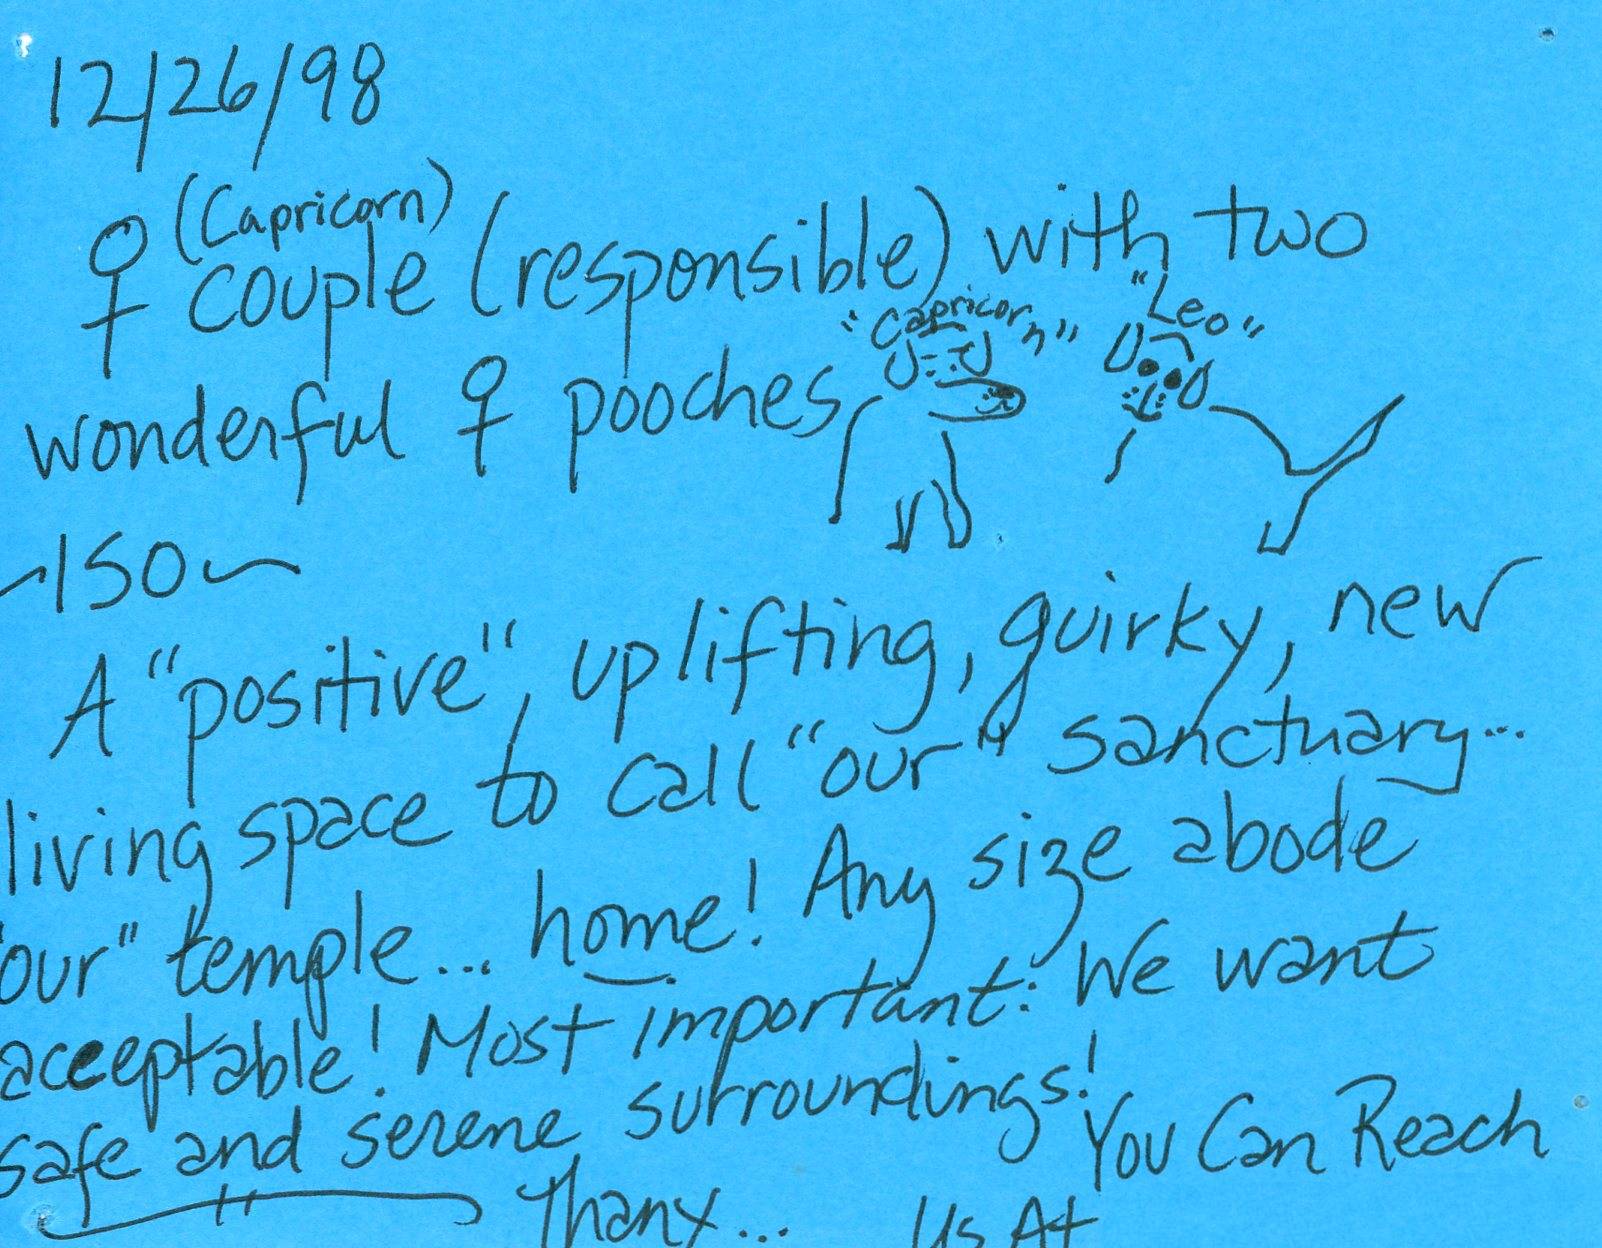 12/26/98
♀ (Capricorn) couple (responsible) with two
"Capricorn" "Leo"
wonderful ♀ pooches
~ISO~
A "positive", uplifting, quirky, new
living space to call "our" sanctuary...
"our" temple... home! Any size abode
acceptable! Most important: We want
safe and serene surroundings!
Thanx... You Can Reach
Us At